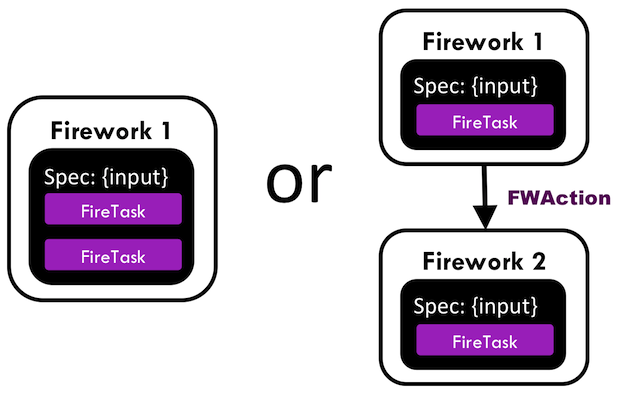 Firework 1
Spec: {input}
FireTask
FireTask
or
Firework 1
Spec: {input}
FireTask
FWAction
Firework 2
Spec: {input}
FireTask